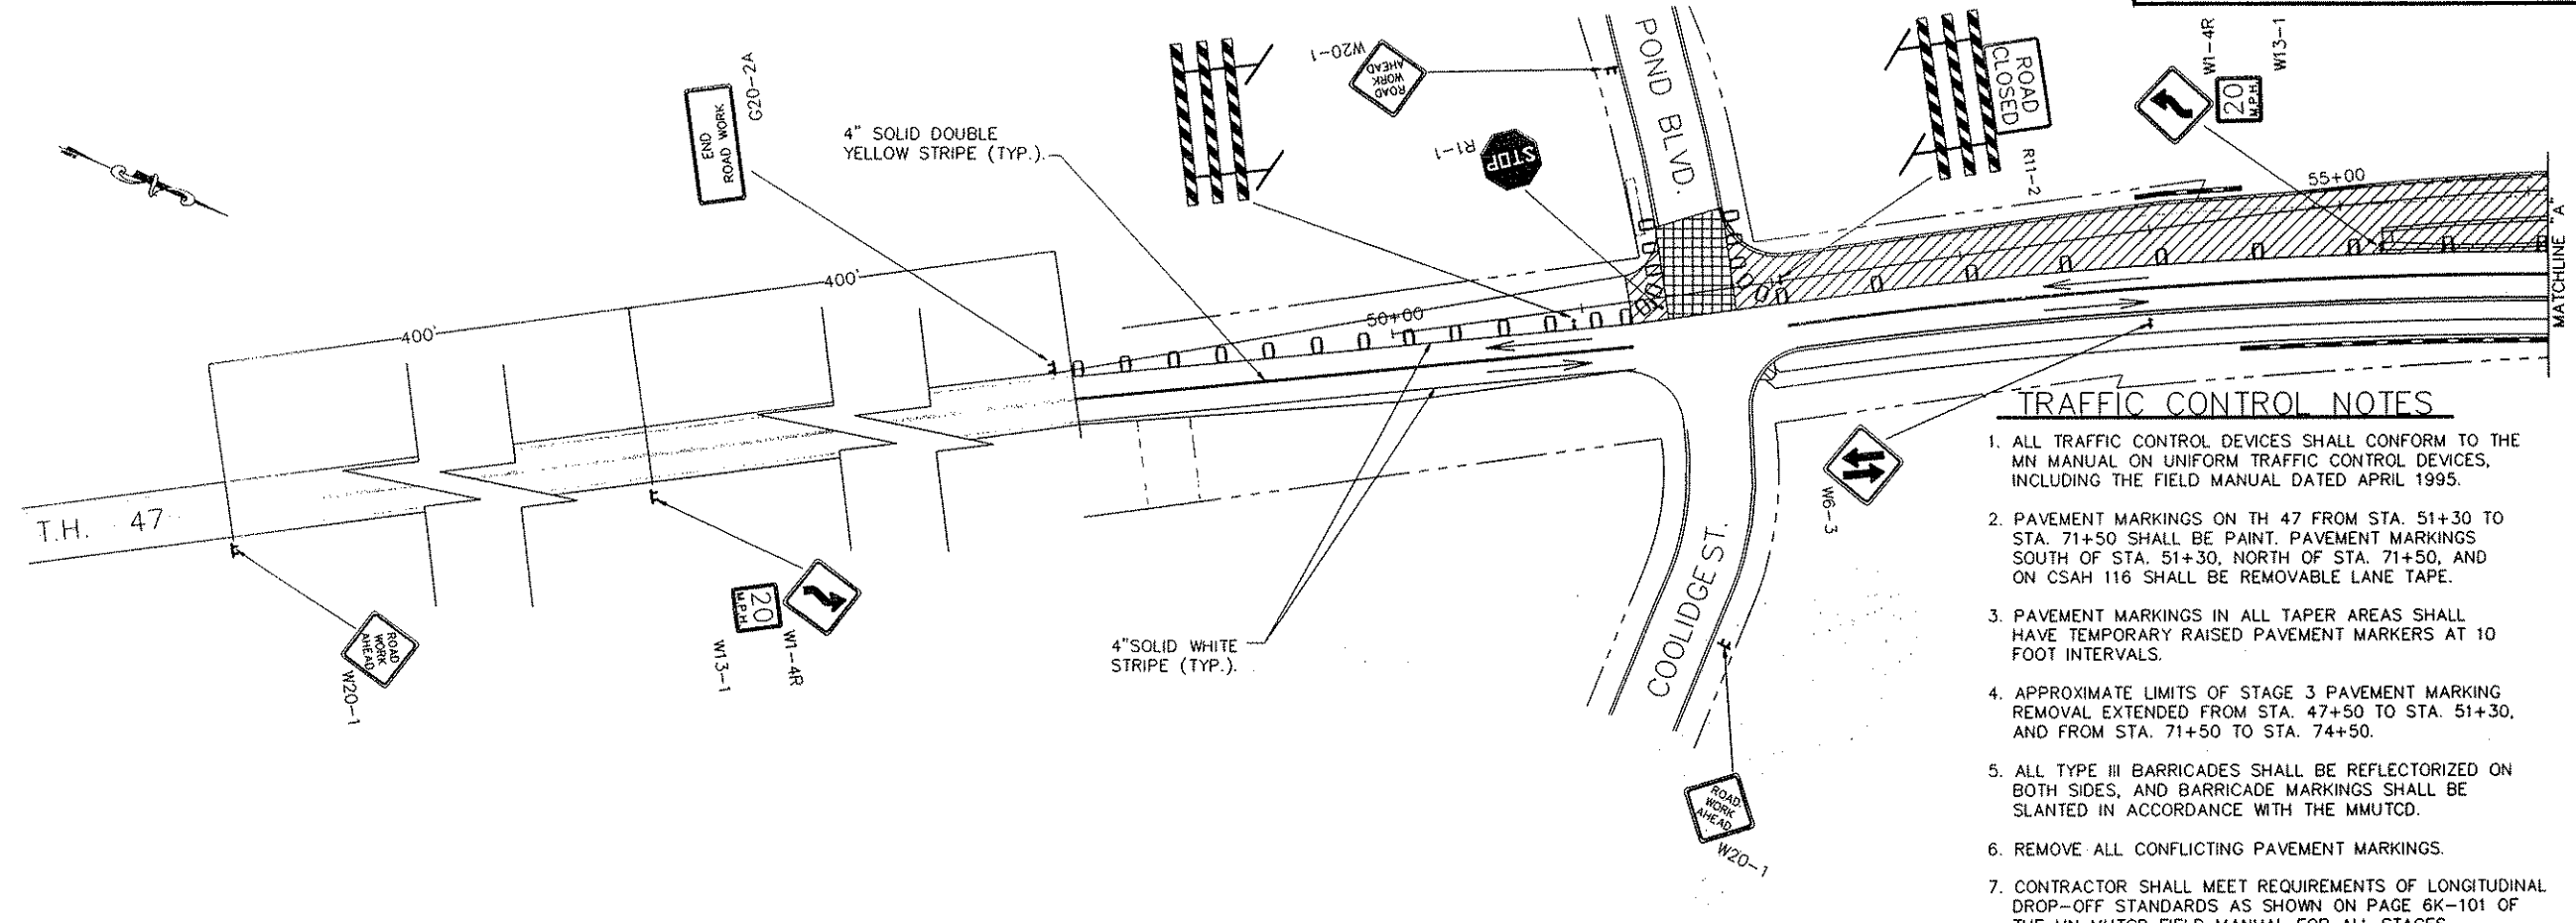 END
ROAD WORK
G20-2A
4" SOLID DOUBLE
YELLOW STRIPE (TYP.).
W20-1
ROAD
WORK
AHEAD
STOP
R1-1
POND BLVD.
ROAD
CLOSED
R11-2
W1-4R
20
M.P.H.
W13-1
400'
400'
50+00
55+00
MATCHLINE "A"
T.H. 47
ROAD
WORK
AHEAD
W20-1
20
M.P.H.
W13-1
W1-4R
4"SOLID WHITE
STRIPE (TYP.).
COOLIDGE ST.
W6-3
ROAD
WORK
AHEAD
W20-1
TRAFFIC CONTROL NOTES
1. ALL TRAFFIC CONTROL DEVICES SHALL CONFORM TO THE
MN MANUAL ON UNIFORM TRAFFIC CONTROL DEVICES,
INCLUDING THE FIELD MANUAL DATED APRIL 1995.
2. PAVEMENT MARKINGS ON TH 47 FROM STA. 51+30 TO
STA. 71+50 SHALL BE PAINT. PAVEMENT MARKINGS
SOUTH OF STA. 51+30, NORTH OF STA. 71+50, AND
ON CSAH 116 SHALL BE REMOVABLE LANE TAPE.
3. PAVEMENT MARKINGS IN ALL TAPER AREAS SHALL
HAVE TEMPORARY RAISED PAVEMENT MARKERS AT 10
FOOT INTERVALS.
4. APPROXIMATE LIMITS OF STAGE 3 PAVEMENT MARKING
REMOVAL EXTENDED FROM STA. 47+50 TO STA. 51+30,
AND FROM STA. 71+50 TO STA. 74+50.
5. ALL TYPE III BARRICADES SHALL BE REFLECTORIZED ON
BOTH SIDES, AND BARRICADE MARKINGS SHALL BE
SLANTED IN ACCORDANCE WITH THE MMUTCD.
6. REMOVE ALL CONFLICTING PAVEMENT MARKINGS.
7. CONTRACTOR SHALL MEET REQUIREMENTS OF LONGITUDINAL
DROP-OFF STANDARDS AS SHOWN ON PAGE 6K-101 OF
THE MN MUTCD FIELD MANUAL FOR ALL STAGES